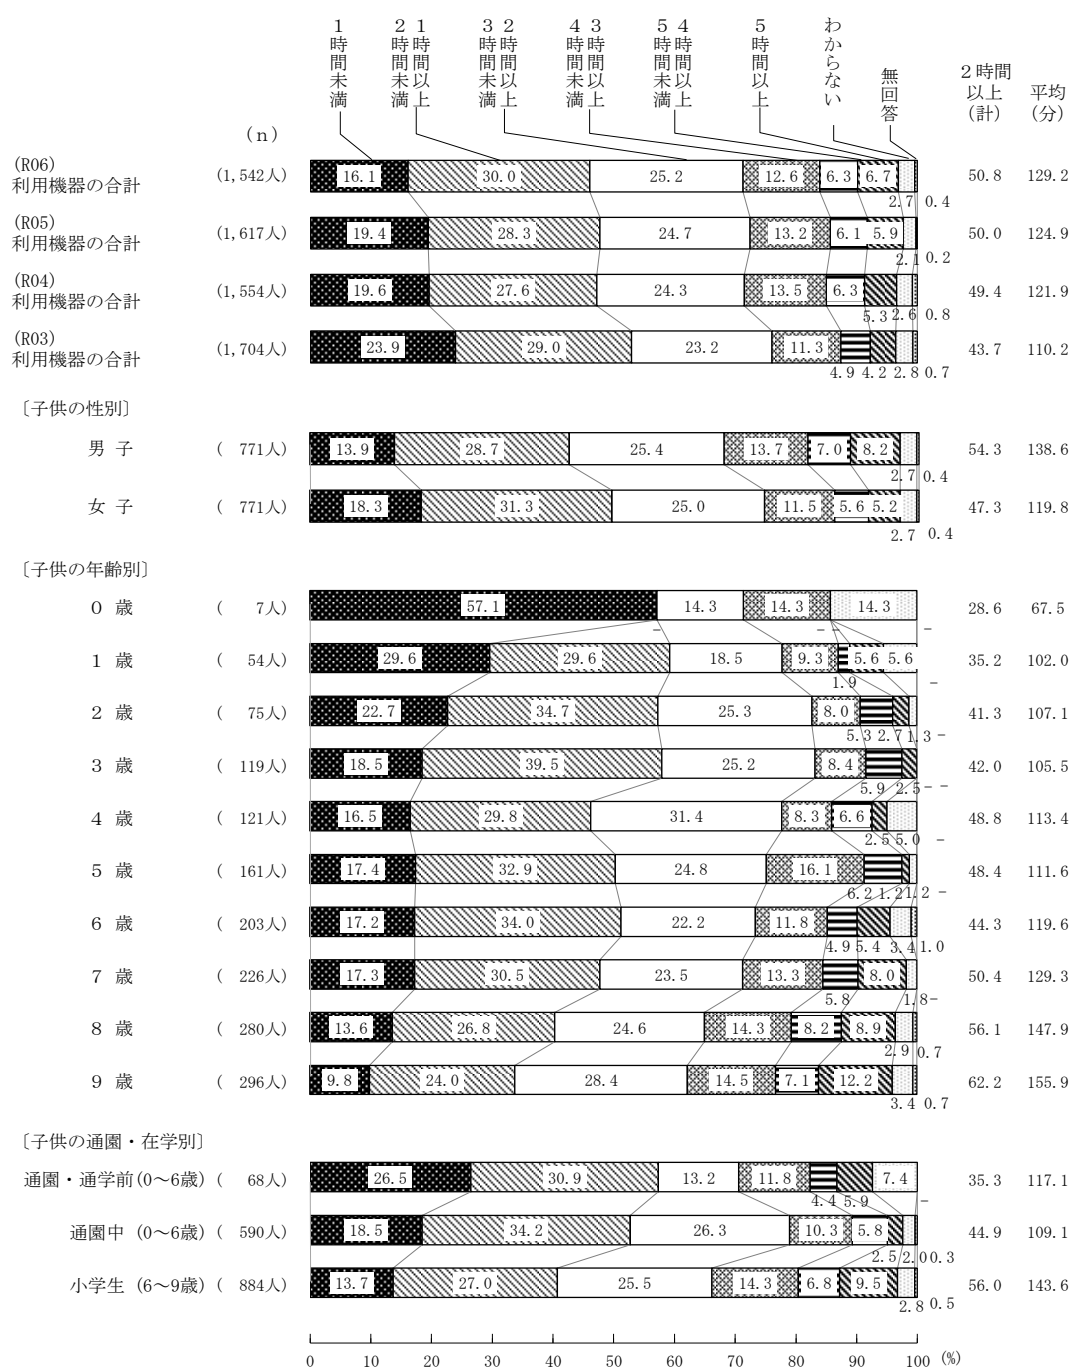 1時間未満
2時間未満
1時間以上
3時間未満
2時間以上
4時間未満
3時間以上
5時間未満
4時間以上
5時間以上
わからない
無回答
2時間以上(計)
平均(分)
(n)
(R06)
利用機器の合計 (1,542人) 16.1 30.0 25.2 12.6 6.3 6.7 50.8 129.2
2.7 0.4
(R05)
利用機器の合計 (1,617人) 19.4 28.3 24.7 13.2 6.1 5.9 50.0 124.9
2.1 0.2
(R04)
利用機器の合計 (1,554人) 19.6 27.6 24.3 13.5 6.3 49.4 121.9
5.3 2.6 0.8
(R03)
利用機器の合計 (1,704人) 23.9 29.0 23.2 11.3 43.7 110.2
4.9 4.2 2.8 0.7
〔子供の性別〕
男 子 ( 771人) 13.9 28.7 25.4 13.7 7.0 8.2 54.3 138.6
2.7 0.4
女 子 ( 771人) 18.3 31.3 25.0 11.5 5.6 5.2 47.3 119.8
2.7 0.4
〔子供の年齢別〕
0 歳 ( 7人) 57.1 14.3 14.3 14.3 28.6 67.5
- - - -
1 歳 ( 54人) 29.6 29.6 18.5 9.3 5.6 5.6 35.2 102.0
1.9 -
2 歳 ( 75人) 22.7 34.7 25.3 8.0 41.3 107.1
5.3 2.7 1.3 -
3 歳 ( 119人) 18.5 39.5 25.2 8.4 42.0 105.5
5.9 2.5 - -
4 歳 ( 121人) 16.5 29.8 31.4 8.3 6.6 48.8 113.4
2.5 5.0 -
5 歳 ( 161人) 17.4 32.9 24.8 16.1 48.4 111.6
6.2 1.2 1.2 -
6 歳 ( 203人) 17.2 34.0 22.2 11.8 44.3 119.6
4.9 5.4 3.4 1.0
7 歳 ( 226人) 17.3 30.5 23.5 13.3 8.0 50.4 129.3
5.8 1.8 -
8 歳 ( 280人) 13.6 26.8 24.6 14.3 8.2 8.9 56.1 147.9
2.9 0.7
9 歳 ( 296人) 9.8 24.0 28.4 14.5 7.1 12.2 62.2 155.9
3.4 0.7
〔子供の通園・在学別〕
通園・通学前(0～6歳) ( 68人) 26.5 30.9 13.2 11.8 7.4 35.3 117.1
4.4 5.9 -
通園中 (0～6歳) ( 590人) 18.5 34.2 26.3 10.3 5.8 44.9 109.1
2.5 2.0 0.3
小学生 (6～9歳) ( 884人) 13.7 27.0 25.5 14.3 6.8 9.5 56.0 143.6
2.8 0.5
0 10 20 30 40 50 60 70 80 90 100 (%)